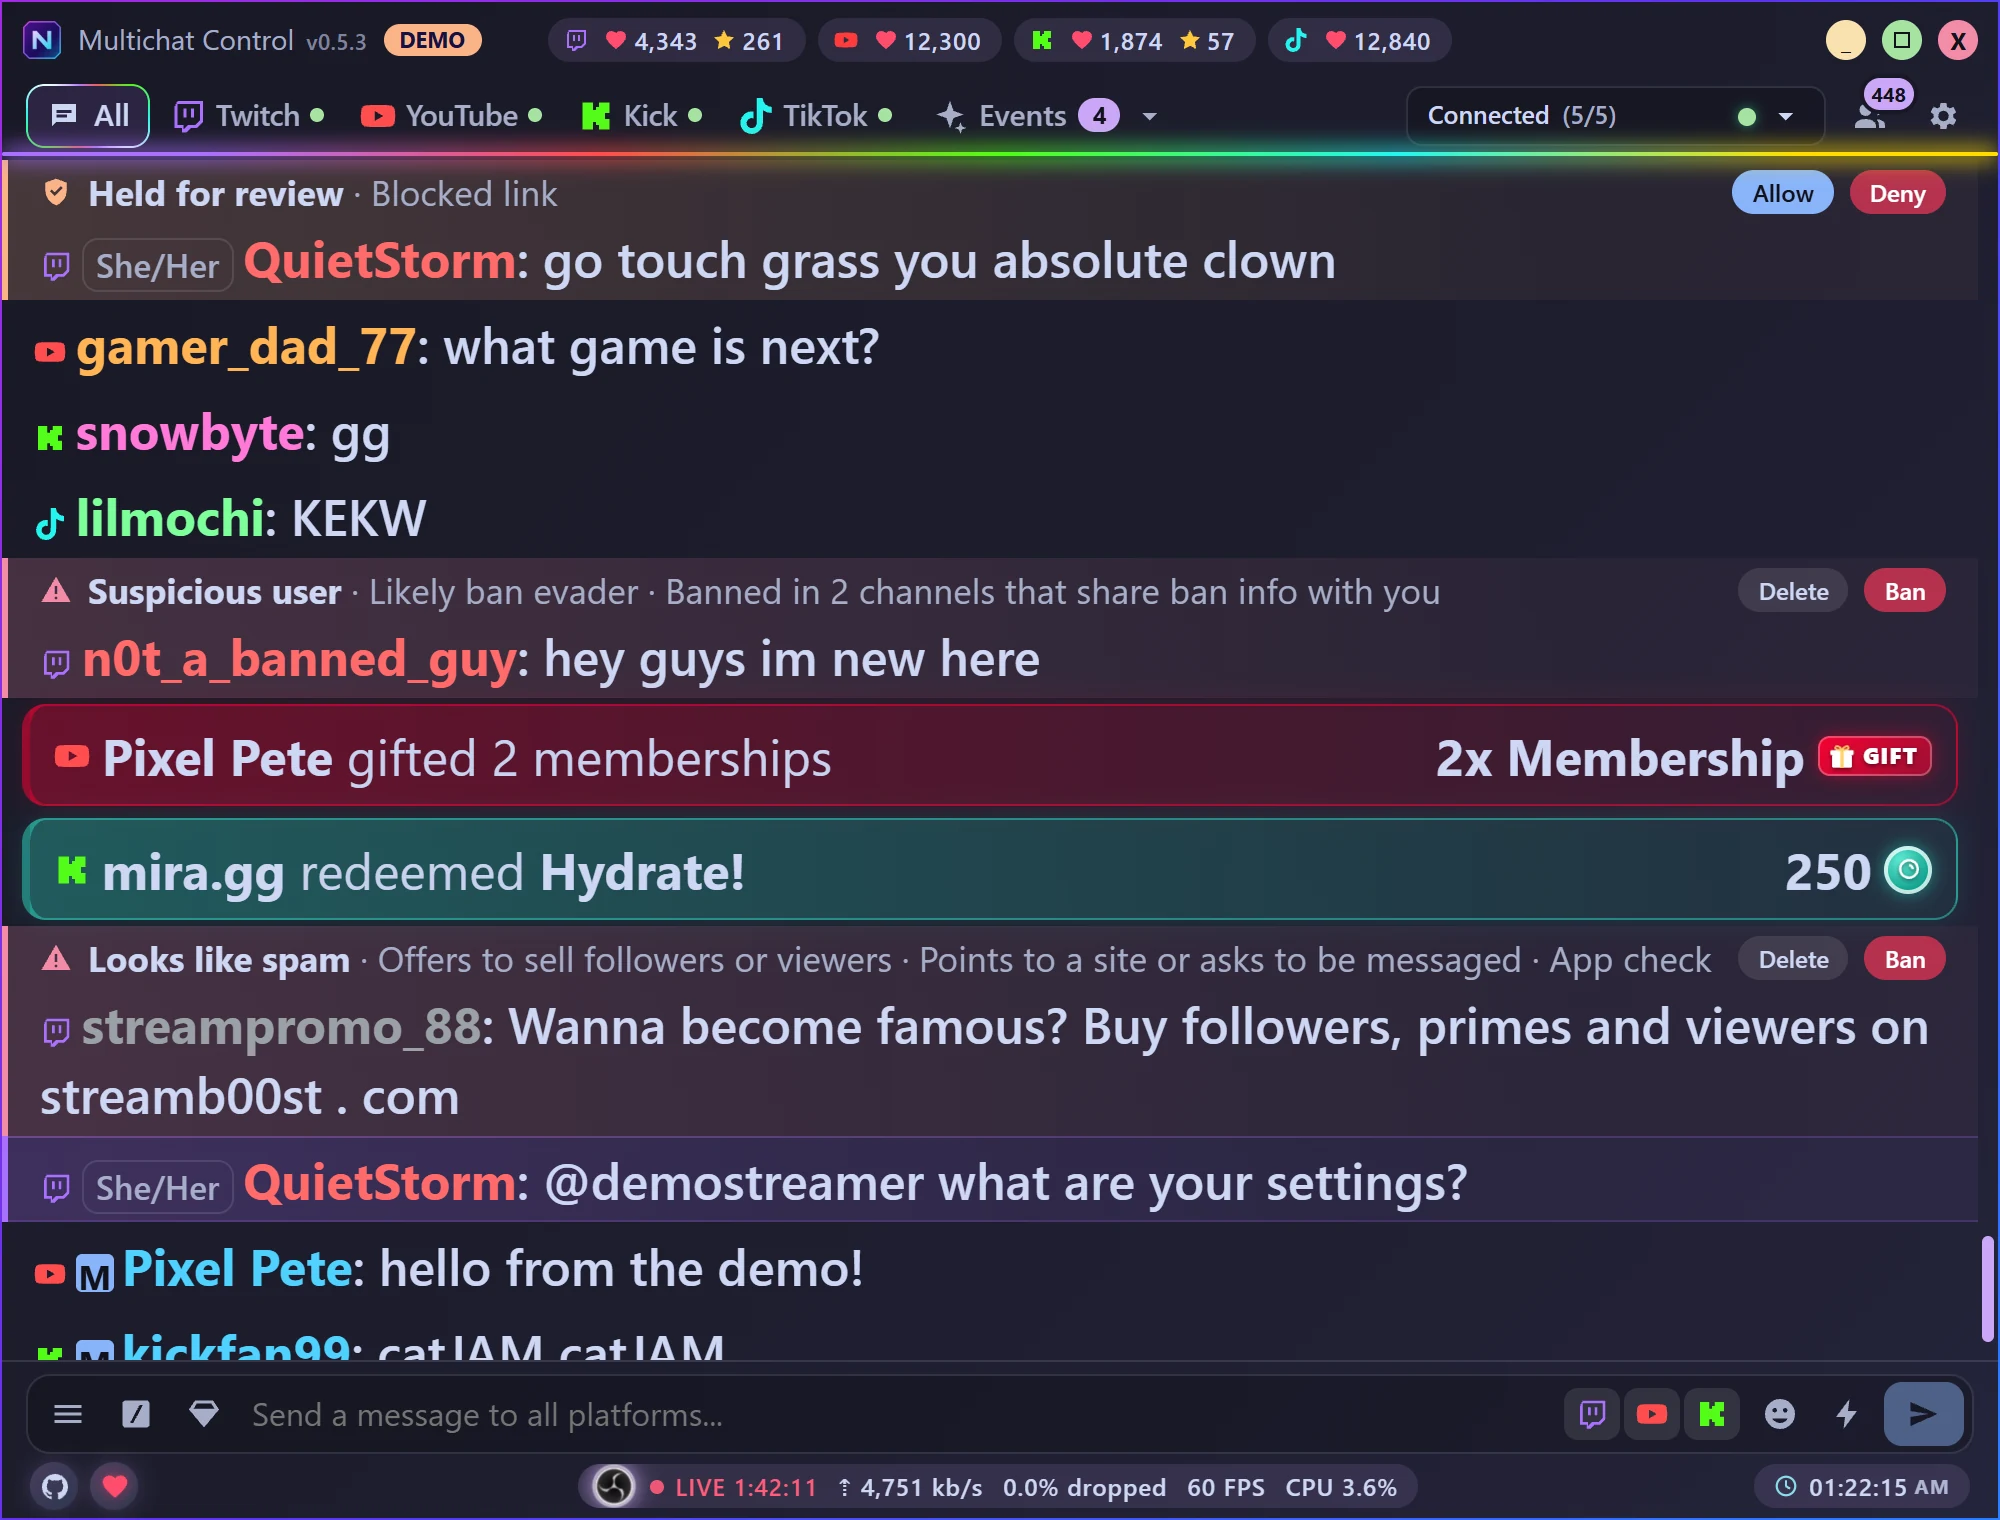 N Multichat Control v0.5.3 DEMO 4,343 261 12,300 1,874 57 12,840 _ X
All Twitch YouTube Kick TikTok Events 4 Connected (5/5) 448
Held for review · Blocked link Allow Deny
She/Her QuietStorm: go touch grass you absolute clown
gamer_dad_77: what game is next?
snowbyte: gg
lilmochi: KEKW
Suspicious user · Likely ban evader · Banned in 2 channels that share ban info with you Delete Ban
n0t_a_banned_guy: hey guys im new here
Pixel Pete gifted 2 memberships 2x Membership GIFT
mira.gg redeemed Hydrate! 250
Looks like spam · Offers to sell followers or viewers · Points to a site or asks to be messaged · App check Delete Ban
streampromo_88: Wanna become famous? Buy followers, primes and viewers on
streamb00st . com
She/Her QuietStorm: @demostreamer what are your settings?
M Pixel Pete: hello from the demo!
M kickfan99: catJAM catJAM
Send a message to all platforms...
LIVE 1:42:11 4,751 kb/s 0.0% dropped 60 FPS CPU 3.6% 01:22:15 AM